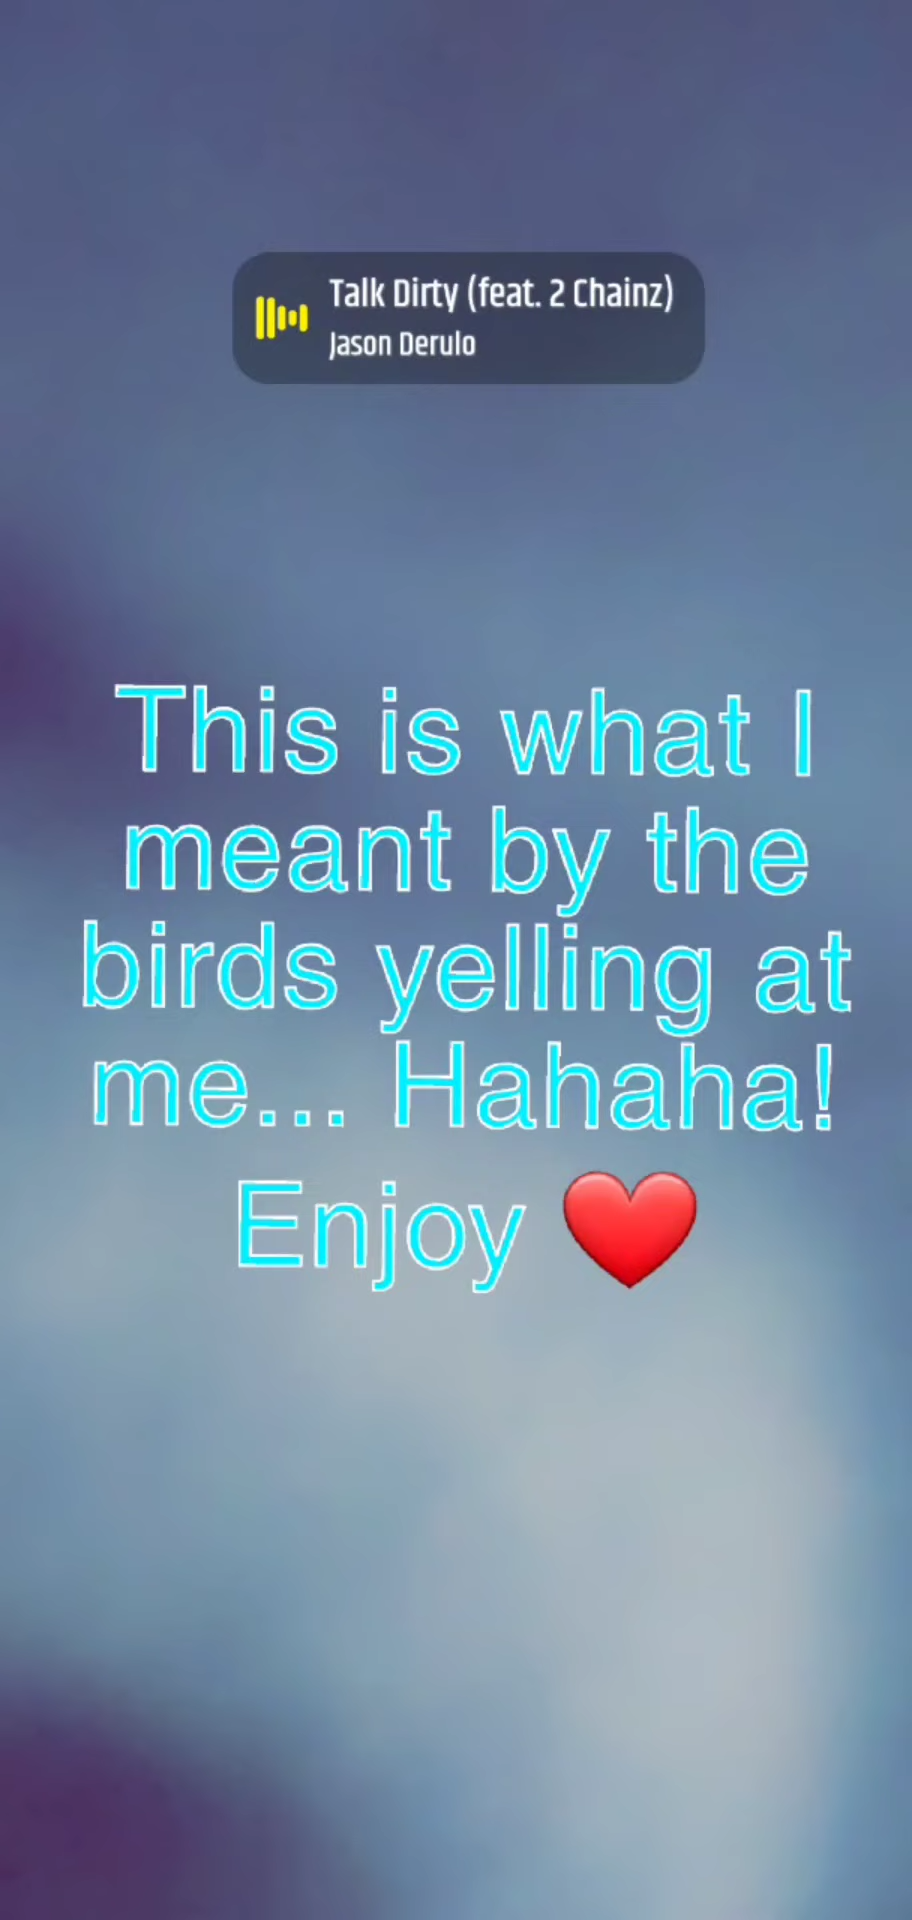 Talk Dirty (feat. 2 Chainz)
Jason Derulo
This is what I
meant by the
birds yelling at
me... Hahaha!
Enjoy ❤️